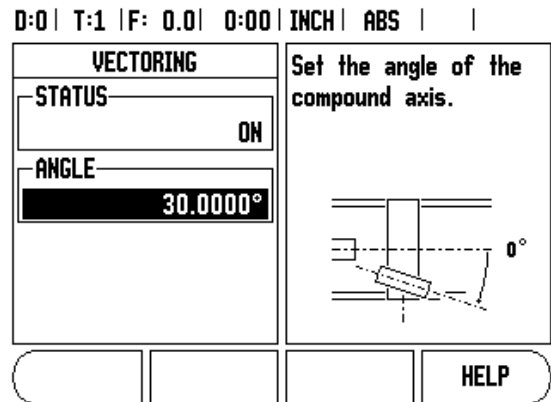 D:0 | T:1 | F: 0.0 | 0:00 | INCH | ABS | |
VECTORING
STATUS
ON
ANGLE
30.0000°
Set the angle of the
compound axis.
0°
HELP